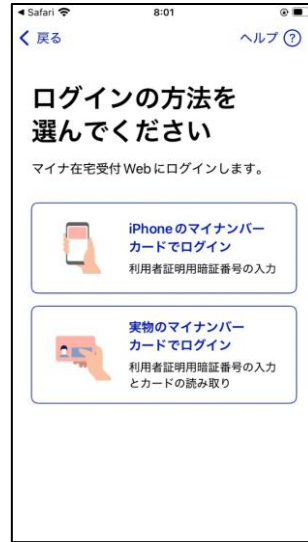 Safari 8:01
戻る ヘルプ ?
ログインの方法を
選んでください
マイナ在宅受付Webにログインします。
iPhoneのマイナンバー
カードでログイン
利用者証明用暗証番号の入力
実物のマイナンバー
カードでログイン
利用者証明用暗証番号の入力
とカードの読み取り